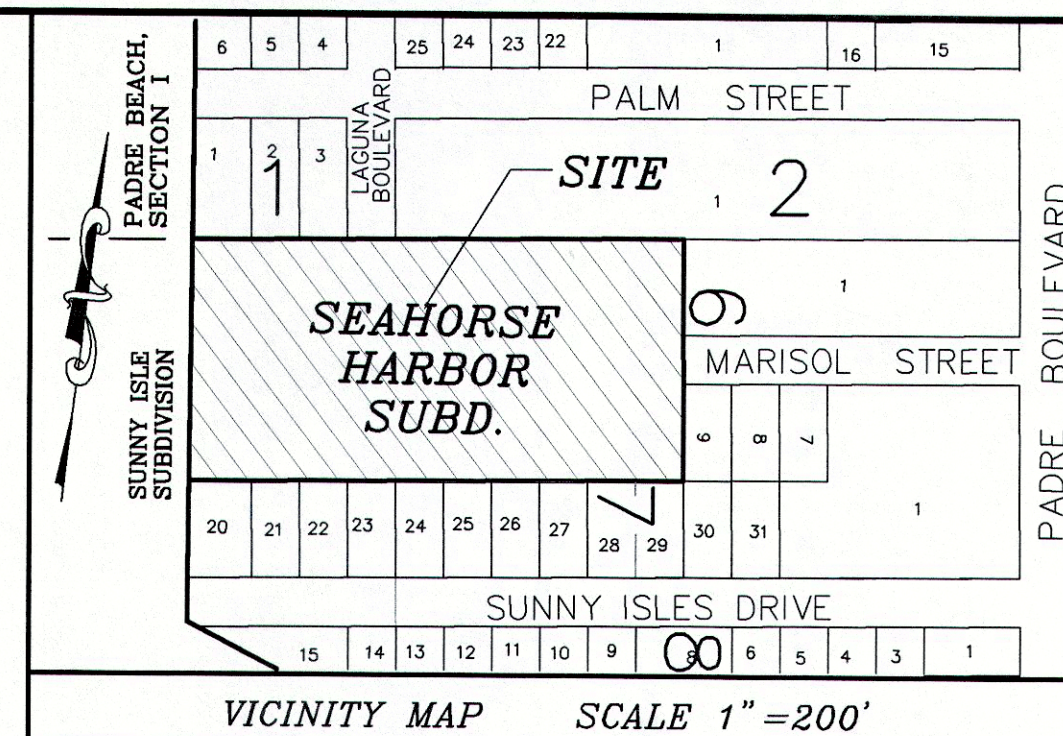 PADRE BEACH,
SECTION I
6 5 4 25 24 23 22 1 16 15
LAGUNA
BOULEVARD
PALM STREET
1 2 3
1
SITE
1 2
PADRE BOULEVARD
SEAHORSE
HARBOR
SUBD.
6
1
MARISOL STREET
SUNNY ISLE
SUBDIVISION
9 8 7
1
7
20 21 22 23 24 25 26 27 28 29 30 31
SUNNY ISLES DRIVE
15 14 13 12 11 10 9 8 6 5 4 3 1
8
VICINITY MAP SCALE 1"=200'